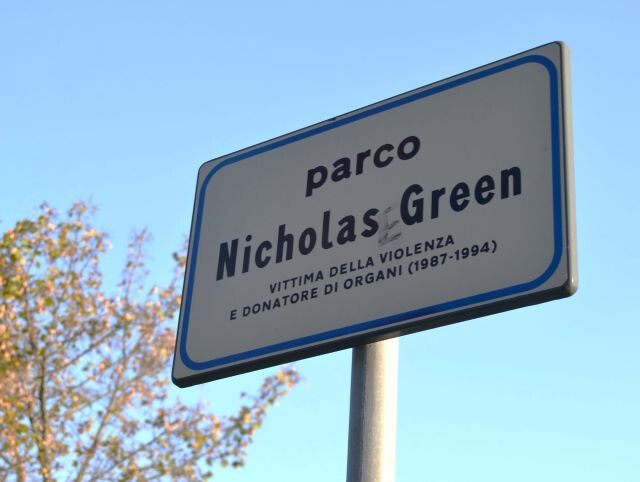 parco
Nicholas Green
VITTIMA DELLA VIOLENZA
E DONATORE DI ORGANI (1987-1994)